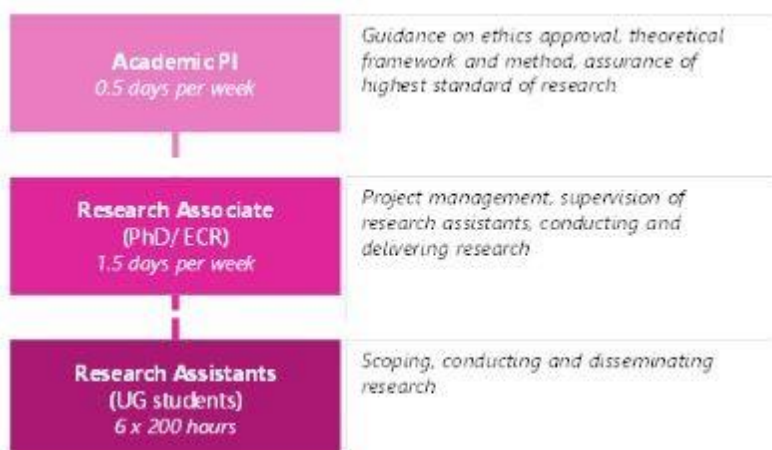 Academic PI
0.5 days per week
Guidance on ethics approval, theoretical
framework and method, assurance of
highest standard of research
Research Associate
(PhD/ ECR)
1.5 days per week
Project management, supervision of
research assistants, conducting and
delivering research
Research Assistants
(UG students)
6 x 200 hours
Scoping, conducting and disseminating
research